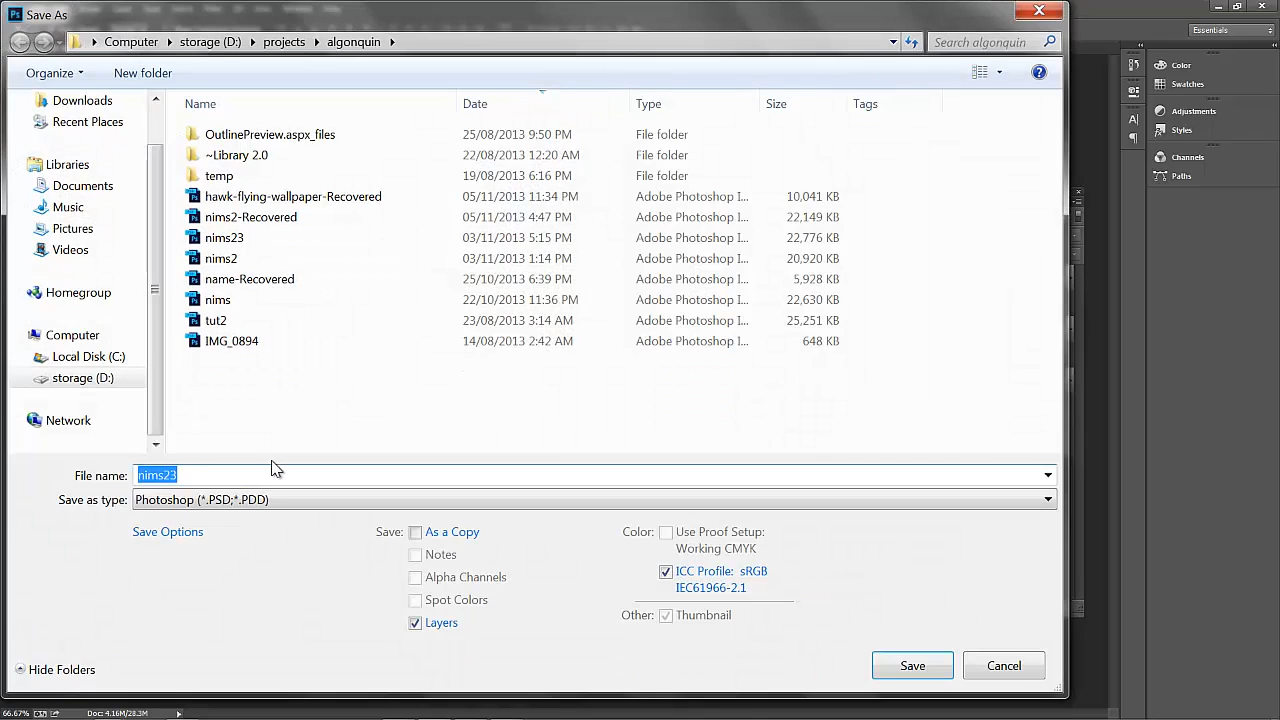 Save As
Essentials
Computer storage (D:) projects algonquin
Search algonquin
Organize New folder
Color
Swatches
Adjustments
Styles
Channels
Paths
Downloads
Recent Places
Libraries
Documents
Music
Pictures
Videos
Homegroup
Computer
Local Disk (C:)
storage (D:)
Network
Name Date Type Size Tags
OutlinePreview.aspx_files 25/08/2013 9:50 PM File folder
~Library 2.0 22/08/2013 12:20 AM File folder
temp 19/08/2013 6:16 PM File folder
hawk-flying-wallpaper-Recovered 05/11/2013 11:34 PM Adobe Photoshop I... 10,041 KB
nims2-Recovered 05/11/2013 4:47 PM Adobe Photoshop I... 22,149 KB
nims23 03/11/2013 5:15 PM Adobe Photoshop I... 22,776 KB
nims2 03/11/2013 1:14 PM Adobe Photoshop I... 20,920 KB
name-Recovered 25/10/2013 6:39 PM Adobe Photoshop I... 5,928 KB
nims 22/10/2013 11:36 PM Adobe Photoshop I... 22,630 KB
tut2 23/08/2013 3:14 AM Adobe Photoshop I... 25,251 KB
IMG_0894 14/08/2013 2:42 AM Adobe Photoshop I... 648 KB
File name: nims23
Save as type: Photoshop (*.PSD;*.PDD)
Save Options
Save: As a Copy
Notes
Alpha Channels
Spot Colors
Layers
Color: Use Proof Setup:
Working CMYK
ICC Profile: sRGB
IEC61966-2.1
Other: Thumbnail
Hide Folders
Save Cancel
66.67% Doc: 4.16M/28.3M